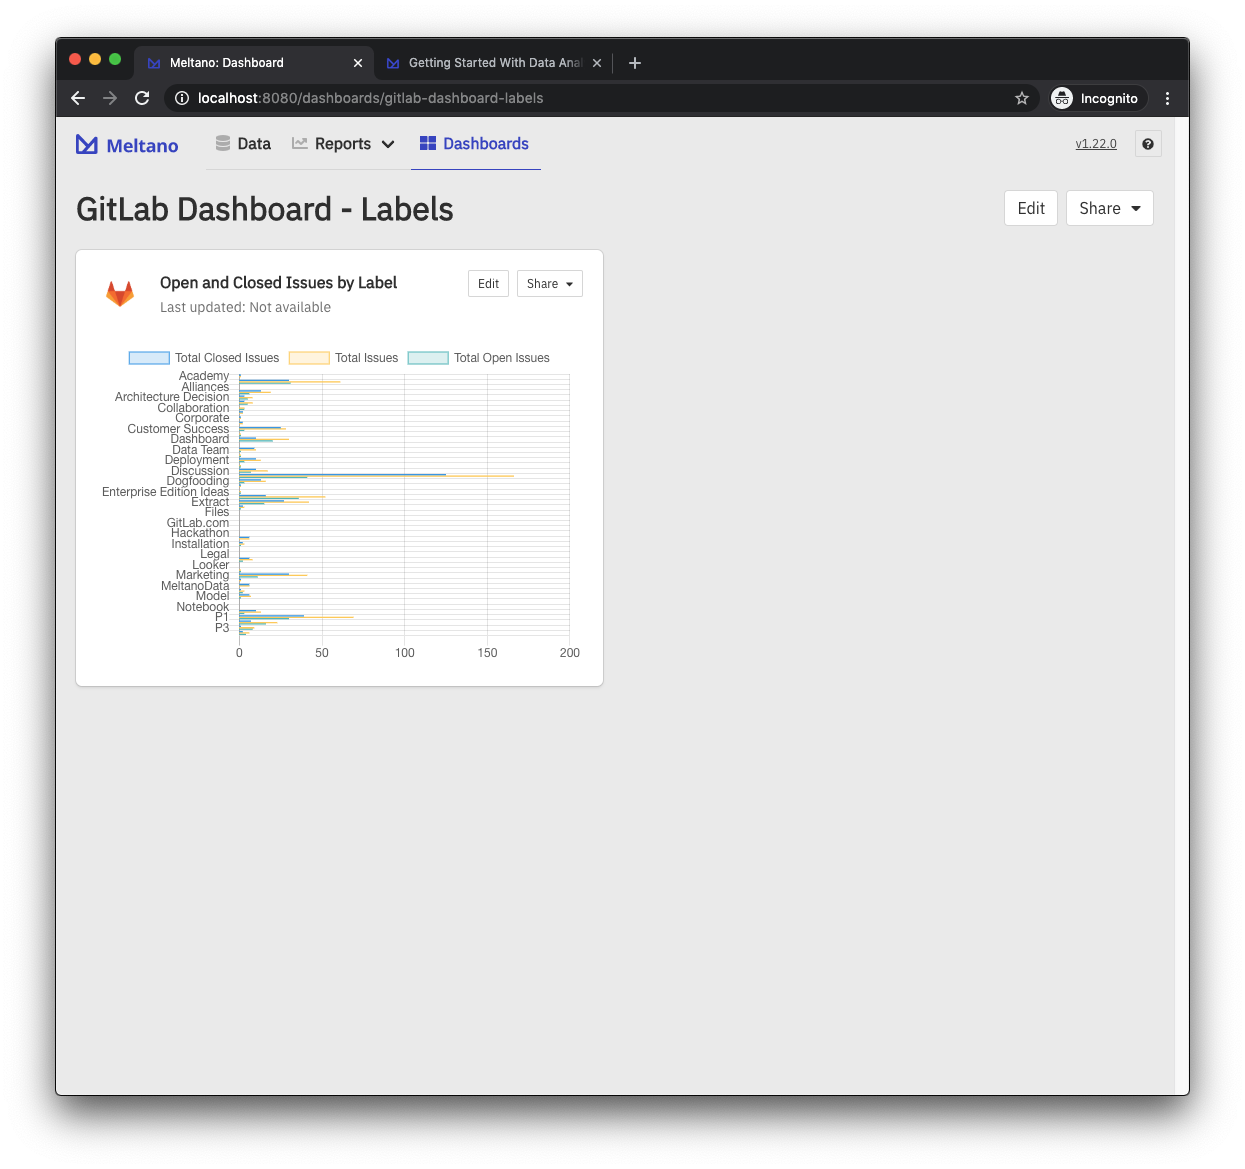 Meltano: Dashboard
Getting Started With Data Anal
localhost:8080/dashboards/gitlab-dashboard-labels
Incognito
Meltano
Data
Reports
Dashboards
v1.22.0
?
GitLab Dashboard - Labels
Edit
Share
Open and Closed Issues by Label
Edit
Share
Last updated: Not available
Total Closed Issues
Total Issues
Total Open Issues
Academy
Alliances
Architecture Decision
Collaboration
Corporate
Customer Success
Dashboard
Data Team
Deployment
Discussion
Dogfooding
Enterprise Edition Ideas
Extract
Files
GitLab.com
Hackathon
Installation
Legal
Looker
Marketing
MeltanoData
Model
Notebook
P1
P3
0 50 100 150 200